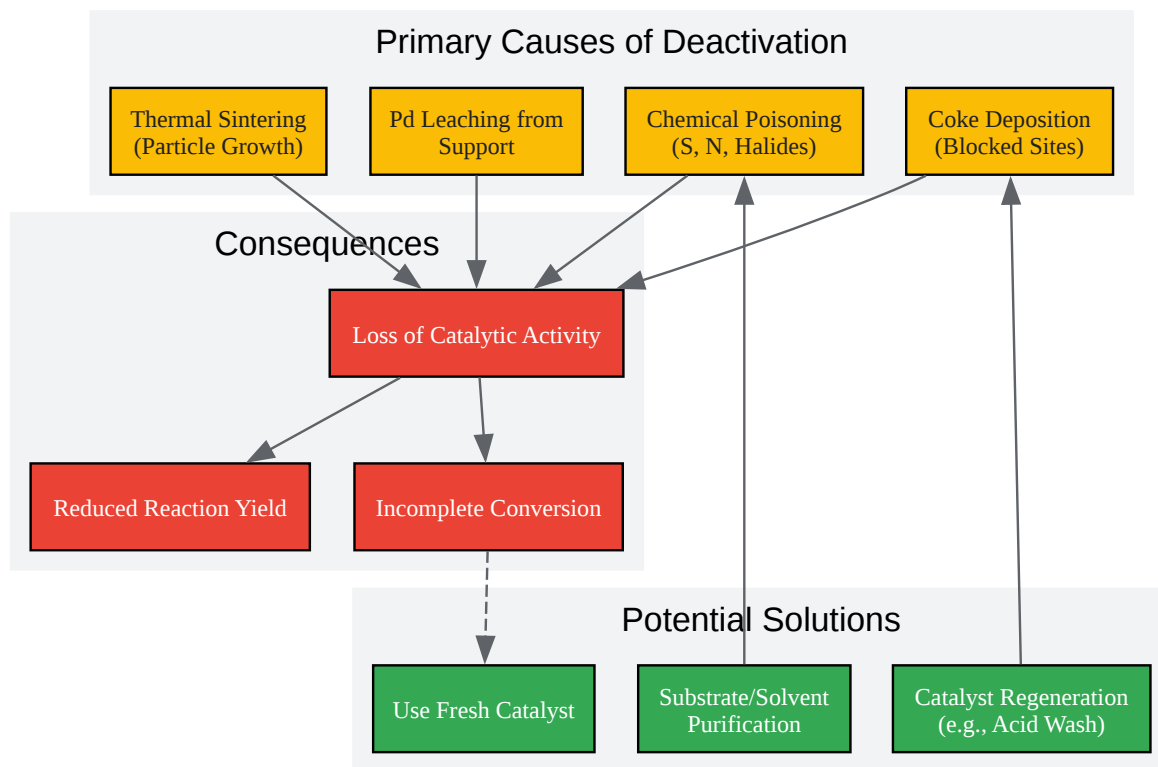 Primary Causes of Deactivation
Thermal Sintering
(Particle Growth)
Pd Leaching from
Support
Chemical Poisoning
(S, N, Halides)
Coke Deposition
(Blocked Sites)
Consequences
Loss of Catalytic Activity
Reduced Reaction Yield
Incomplete Conversion
Potential Solutions
Use Fresh Catalyst
Substrate/Solvent
Purification
Catalyst Regeneration
(e.g., Acid Wash)